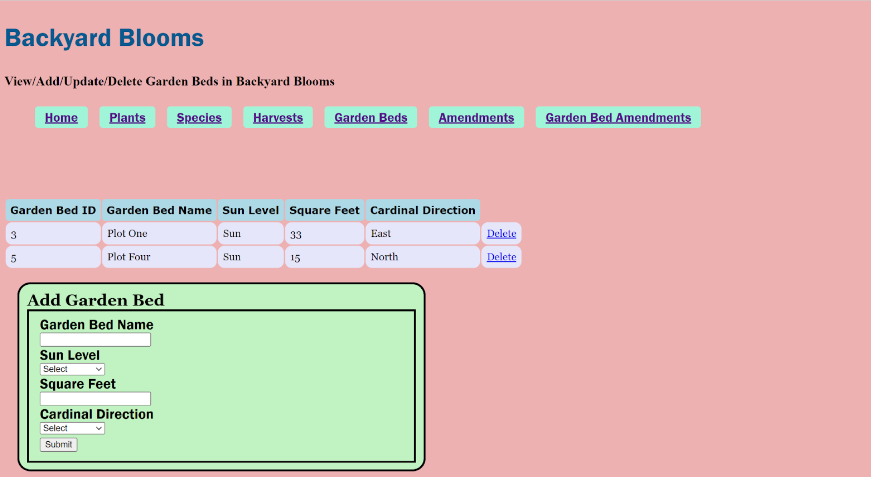 Backyard Blooms
View/Add/Update/Delete Garden Beds in Backyard Blooms
Home Plants Species Harvests Garden Beds Amendments Garden Bed Amendments
Garden Bed ID Garden Bed Name Sun Level Square Feet Cardinal Direction
3 Plot One Sun 33 East Delete
5 Plot Four Sun 15 North Delete
Add Garden Bed
Garden Bed Name
Sun Level
Select
Square Feet
Cardinal Direction
Select
Submit